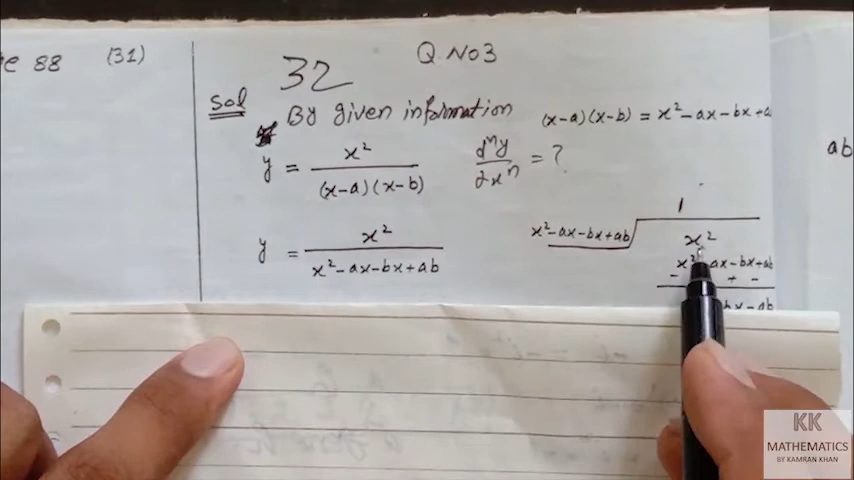 88 (31)
32 Q.No3
Sol By given information (x-a)(x-b) = x²-ax-bx+a
y = x² / (x-a)(x-b) dⁿy/dxⁿ = ?
ab
1
y = x² / x²-ax-bx+ab x²-ax-bx+ab x²
x² ax-bx+ab
- + -
bx-ab
KK
MATHEMATICS
BY KAMRAN KHAN